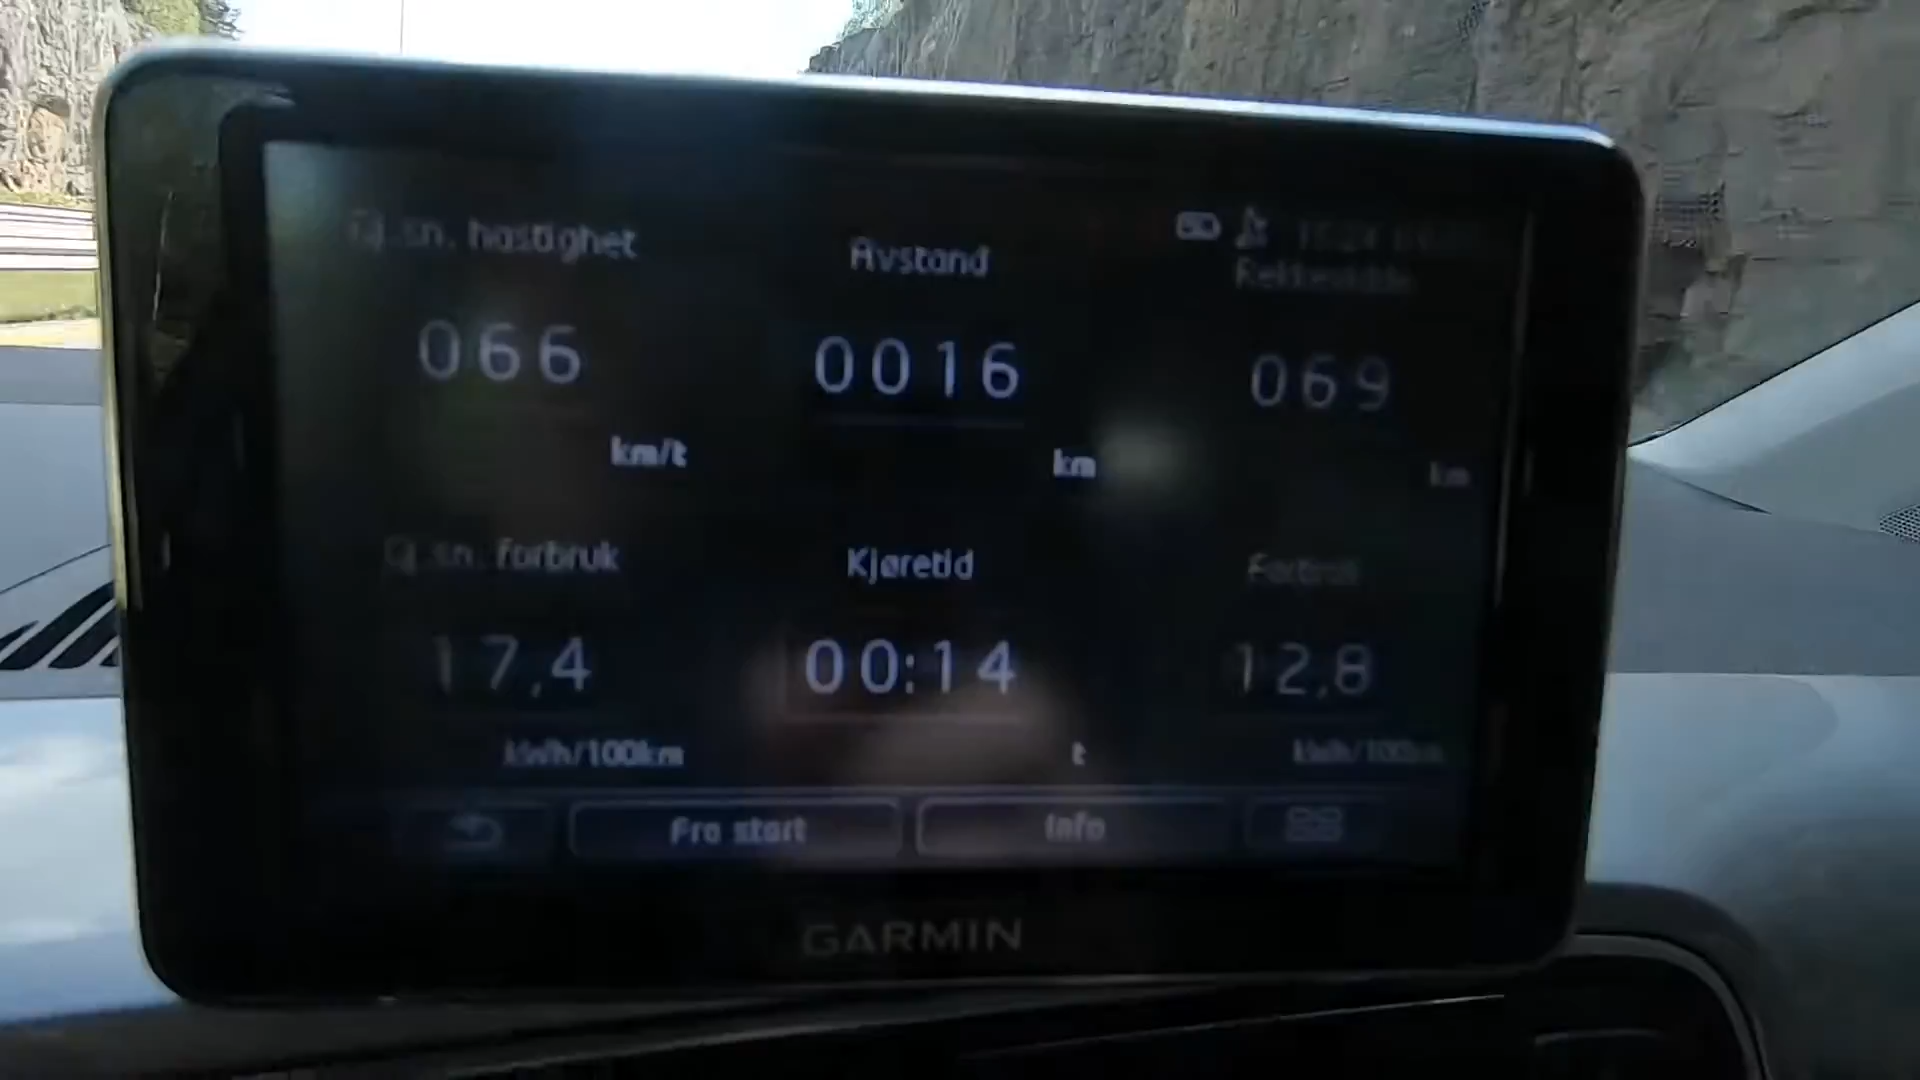 Gj.sn. hastighet
Avstand
Rekkevidde
066
0016
069
km/t
km
km
Gj.sn. forbruk
Kjøretid
17,4
00:14
12,8
kWh/100km
t
kWh/100km
Fra start
Info
GARMIN